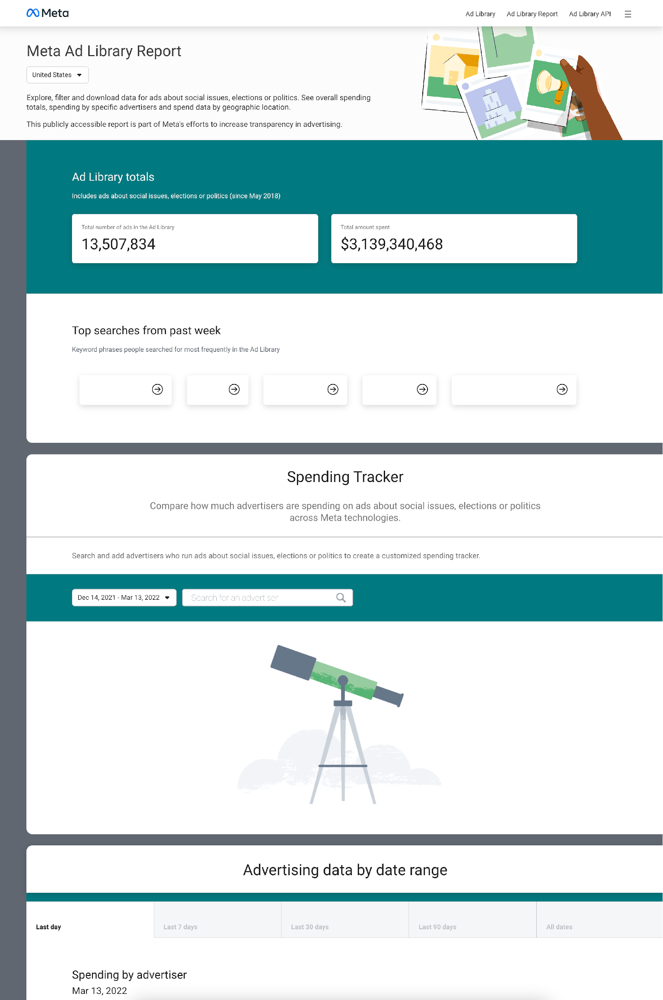 Meta
Ad Library
Ad Library Report
Ad Library API
Meta Ad Library Report
United States
Explore, filter and download data for ads about social issues, elections or politics. See overall spending
totals, spending by specific advertisers and spend data by geographic location.
This publicly accessible report is part of Meta's efforts to increase transparency in advertising.
Ad Library totals
Includes ads about social issues, elections or politics (since May 2018)
Total number of ads in the Ad Library
13,507,834
Total amount spent
$3,139,340,468
Top searches from past week
Keyword phrases people searched for most frequently in the Ad Library
Spending Tracker
Compare how much advertisers are spending on ads about social issues, elections or politics
across Meta technologies.
Search and add advertisers who run ads about social issues, elections or politics to create a customized spending tracker.
Dec 14, 2021 - Mar 13, 2022
Search for an advertiser
Advertising data by date range
Last day
Last 7 days
Last 30 days
Last 90 days
All dates
Spending by advertiser
Mar 13, 2022